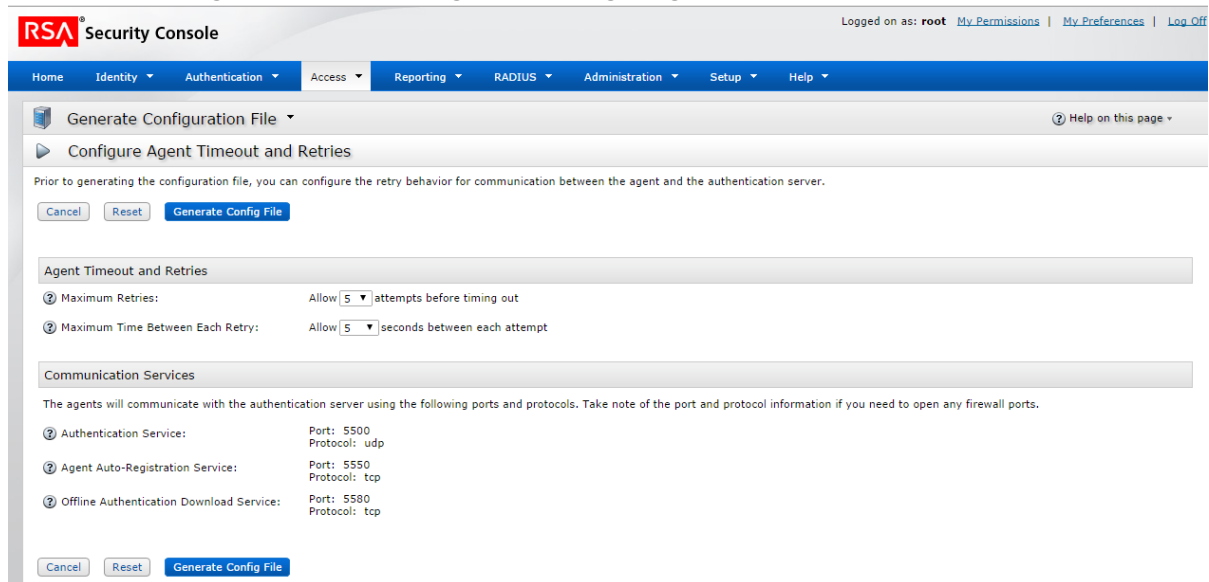 Logged on as: root My Permissions | My Preferences | Log Off
RSA® Security Console
Home Identity Authentication Access Reporting RADIUS Administration Setup Help
Generate Configuration File
Help on this page
Configure Agent Timeout and Retries
Prior to generating the configuration file, you can configure the retry behavior for communication between the agent and the authentication server.
Cancel Reset Generate Config File
Agent Timeout and Retries
Maximum Retries: Allow 5 attempts before timing out
Maximum Time Between Each Retry: Allow 5 seconds between each attempt
Communication Services
The agents will communicate with the authentication server using the following ports and protocols. Take note of the port and protocol information if you need to open any firewall ports.
Authentication Service: Port: 5500
Protocol: udp
Agent Auto-Registration Service: Port: 5550
Protocol: tcp
Offline Authentication Download Service: Port: 5580
Protocol: tcp
Cancel Reset Generate Config File